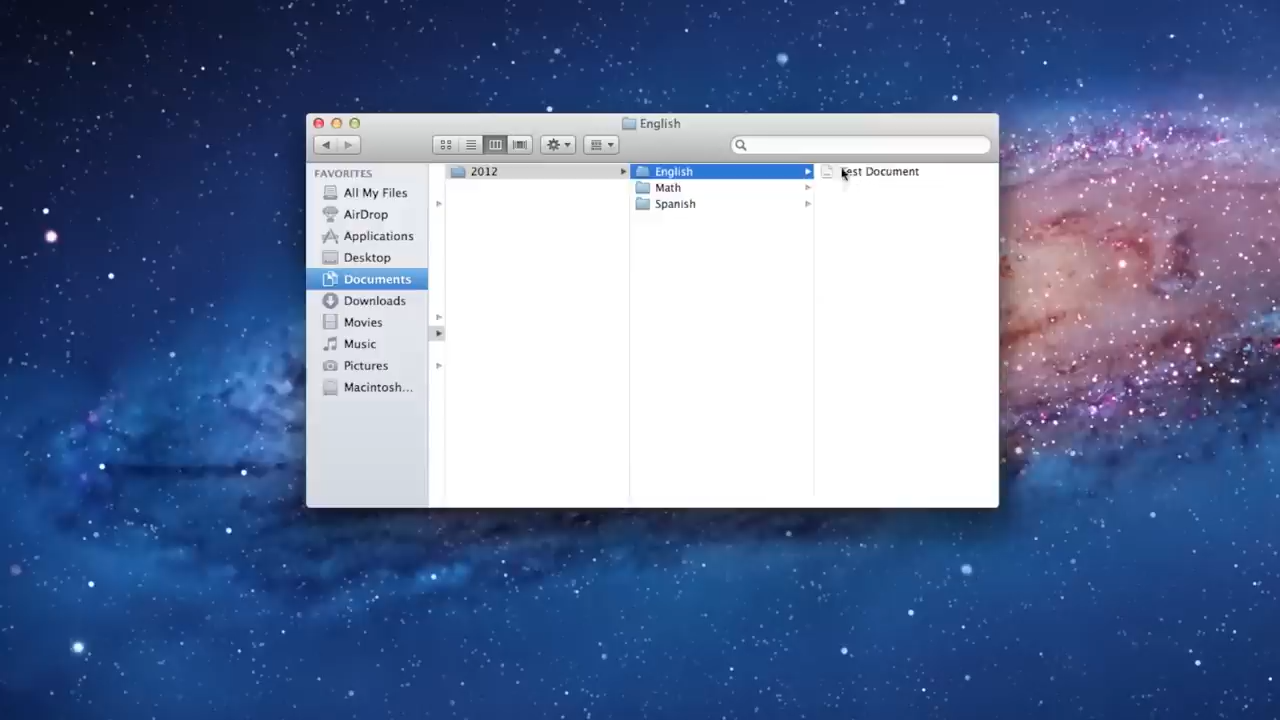 English
FAVORITES
All My Files
AirDrop
Applications
Desktop
Documents
Downloads
Movies
Music
Pictures
Macintosh...
2012
English
Math
Spanish
Test Document